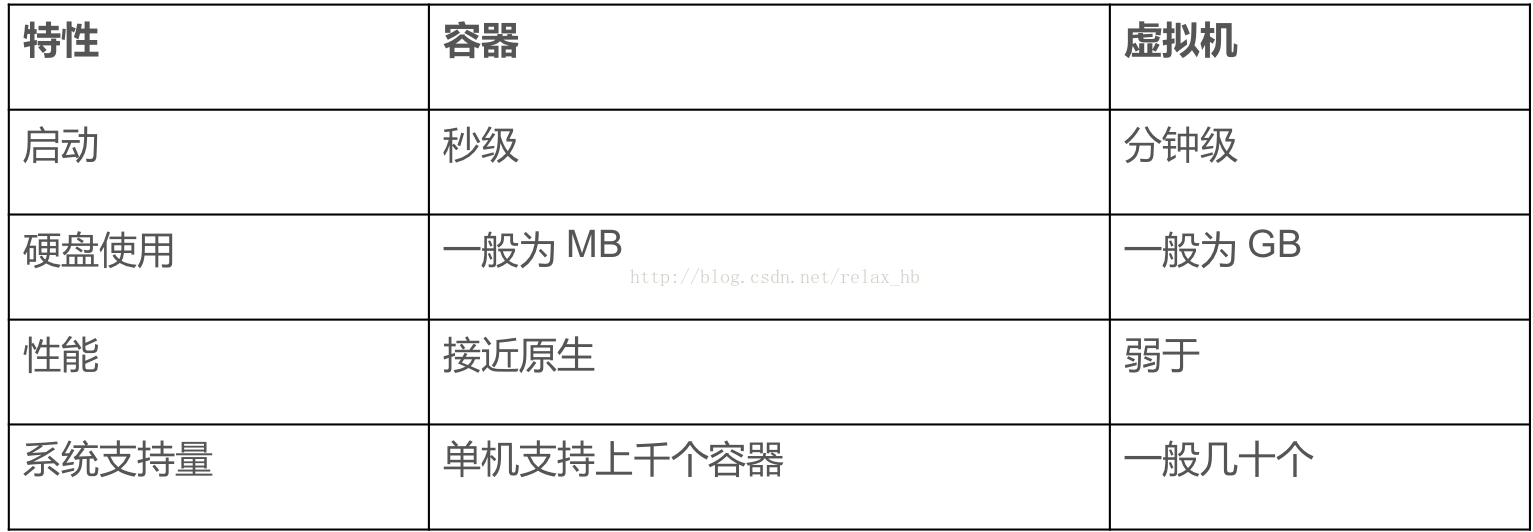 特性 容器 虚拟机
启动 秒级 分钟级
硬盘使用 一般为 MB 一般为 GB
http://blog.csdn.net/relax_hb
性能 接近原生 弱于
系统支持量 单机支持上千个容器 一般几十个